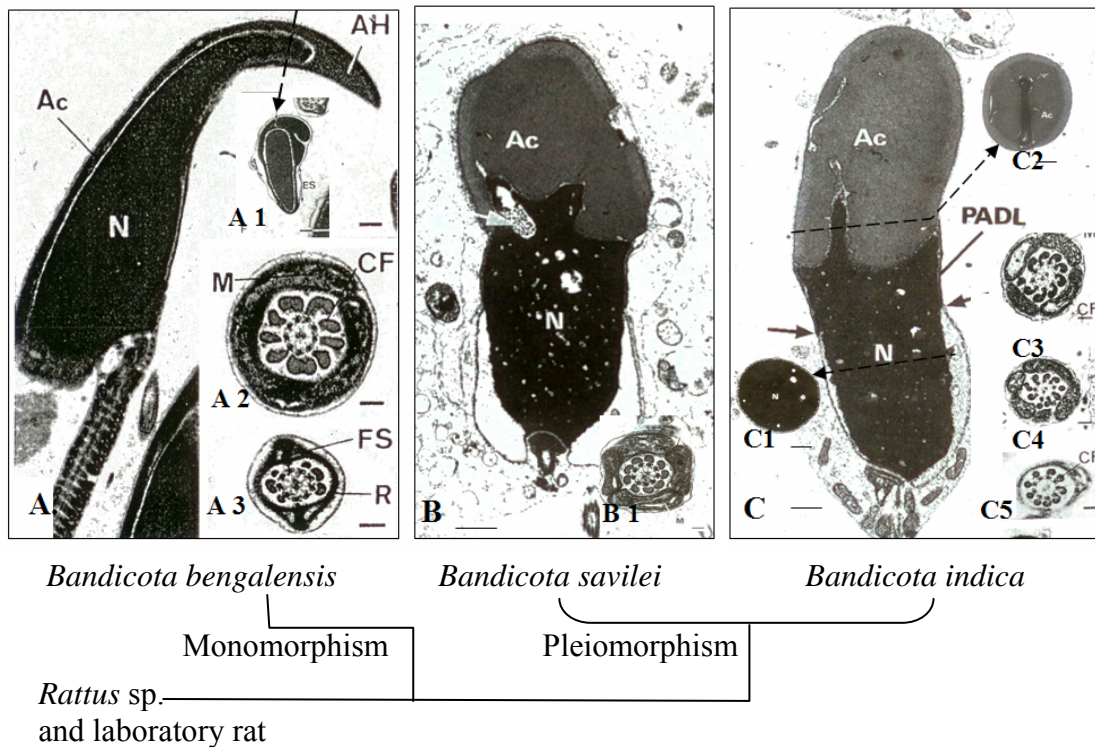 AH
Ac
N
ES
A 1
M
CF
A 2
FS
R
A 3
A
Ac
N
B
B 1
M
Ac
Ac
C2
PADL
CF
C3
N
N
C1
C4
CF
C5
C
Bandicota bengalensis
Bandicota savilei
Bandicota indica
Monomorphism
Pleiomorphism
Rattus sp.
and laboratory rat